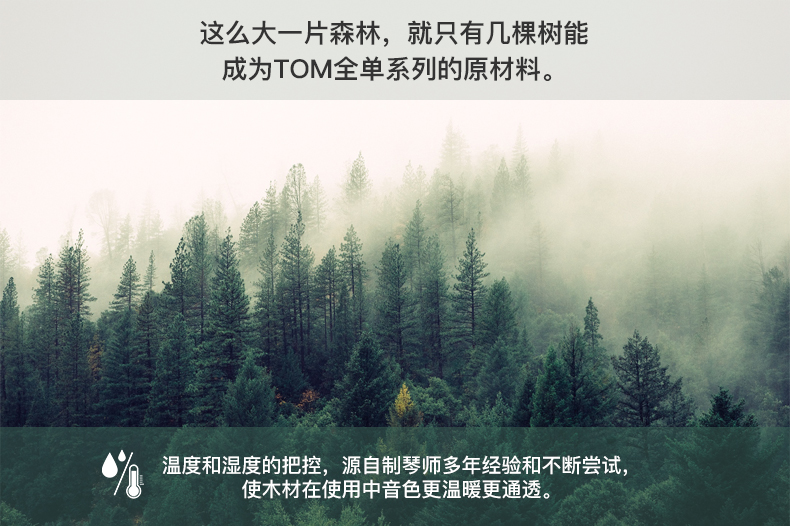 这么大一片森林，就只有几棵树能
成为TOM全单系列的原材料。
温度和湿度的把控，源自制琴师多年经验和不断尝试，
使木材在使用中音色更温暖更通透。